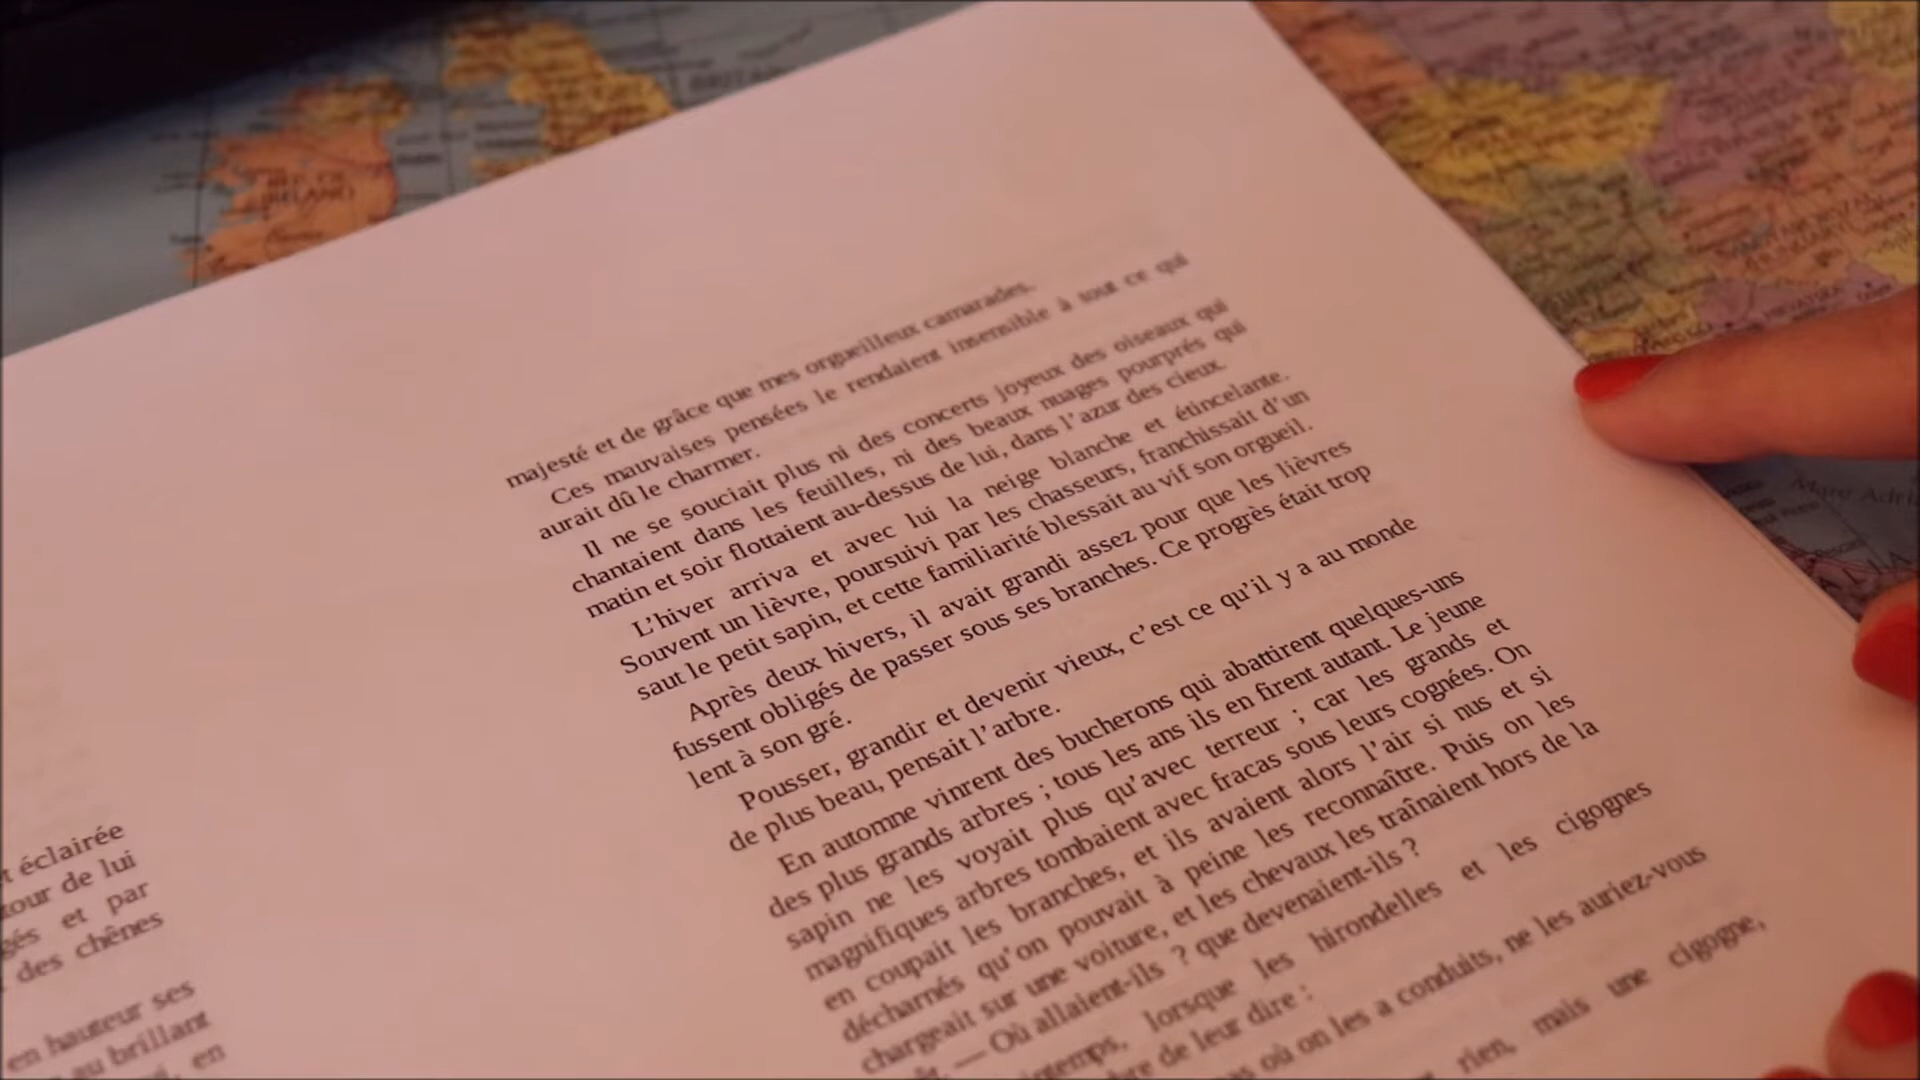 majesté et de grâce que mes orgueilleux camarades.
Ces mauvaises pensées le rendaient insensible à tout ce qui
aurait dû le charmer.
Il ne se souciait plus ni des concerts joyeux des oiseaux qui
chantaient dans les feuilles, ni des beaux nuages pourprés qui
matin et soir flottaient au-dessus de lui, dans l'azur des cieux.
L'hiver arriva et avec lui la neige blanche et étincelante.
Souvent un lièvre, poursuivi par les chasseurs, franchissait d'un
saut le petit sapin, et cette familiarité blessait au vif son orgueil.
Après deux hivers, il avait grandi assez pour que les lièvres
fussent obligés de passer sous ses branches. Ce progrès était trop
lent à son gré.
Pousser, grandir et devenir vieux, c'est ce qu'il y a au monde
de plus beau, pensait l'arbre.
En automne vinrent des bucherons qui abattirent quelques-uns
des plus grands arbres ; tous les ans ils en firent autant. Le jeune
sapin ne les voyait plus qu'avec terreur ; car les grands et
magnifiques arbres tombaient avec fracas sous leurs cognées. On
en coupait les branches, et ils avaient alors l'air si nus et si
décharnés qu'on pouvait à peine les reconnaître. Puis on les
chargeait sur une voiture, et les chevaux les traînaient hors de la
— Où allaient-ils ? que devenaient-ils ?
lorsque les hirondelles et les cigognes
de leur dire :
où on les a conduits, ne les auriez-vous
rien, mais une cigogne,
éclairée
tour de lui
et par
des chênes
en hauteur ses
au brillant
en
REP. OF
IRELAND